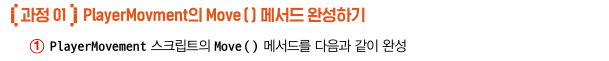 [과정 01] PlayerMovment의 Move() 메서드 완성하기
① PlayerMovement 스크립트의 Move() 메서드를 다음과 같이 완성